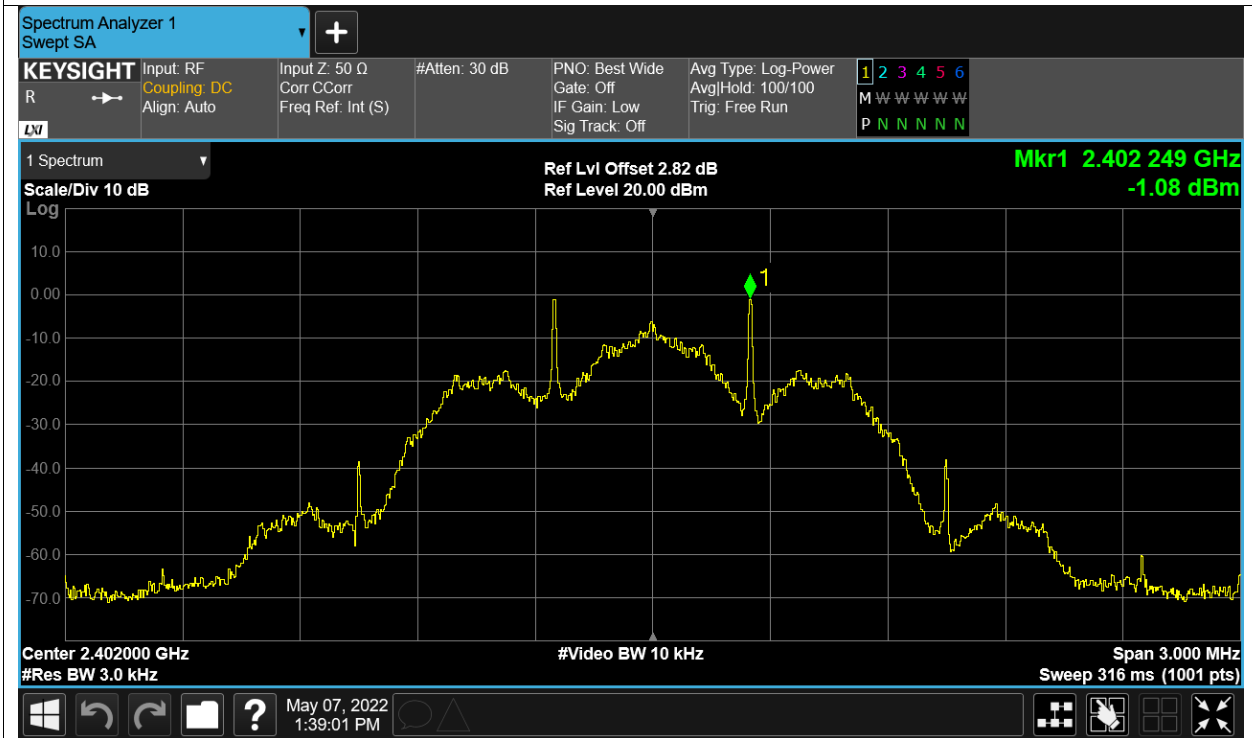 Spectrum Analyzer 1
Swept SA
KEYSIGHT
R
LXI
Input: RF
Coupling: DC
Align: Auto
Input Z: 50 Ω
Corr CCorr
Freq Ref: Int (S)
#Atten: 30 dB
PNO: Best Wide
Gate: Off
IF Gain: Low
Sig Track: Off
Avg Type: Log-Power
Avg|Hold: 100/100
Trig: Free Run
1 2 3 4 5 6
M W W W W W
P N N N N N
1 Spectrum
Scale/Div 10 dB
Log
Ref Lvl Offset 2.82 dB
Ref Level 20.00 dBm
Mkr1 2.402 249 GHz
-1.08 dBm
10.0
0.00
-10.0
-20.0
-30.0
-40.0
-50.0
-60.0
-70.0
1
Center 2.402000 GHz
#Res BW 3.0 kHz
#Video BW 10 kHz
Span 3.000 MHz
Sweep 316 ms (1001 pts)
?
May 07, 2022
1:39:01 PM